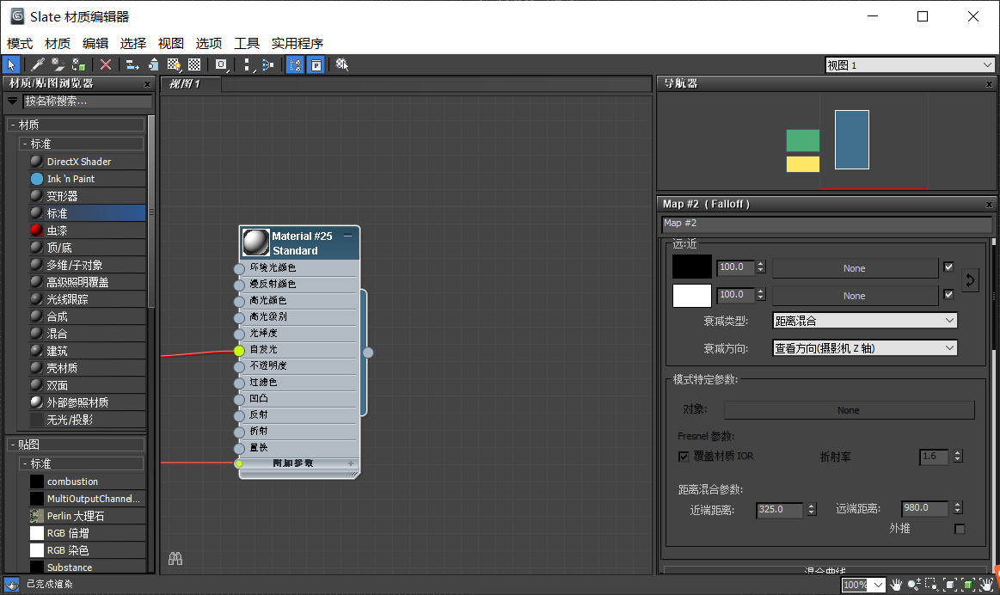 Slate 材质编辑器
模式 材质 编辑 选择 视图 选项 工具 实用程序
视图 1
材质/贴图浏览器
按名称搜索...
- 材质
- 标准
DirectX Shader
Ink 'n Paint
变形器
标准
虫漆
顶/底
多维/子对象
高级照明覆盖
光线跟踪
合成
混合
建筑
壳材质
双面
外部参照材质
无光/投影
- 贴图
- 标准
combustion
MultiOutputChannel...
Perlin 大理石
RGB 倍增
RGB 染色
Substance
已完成渲染
视图 1
Material #25
Standard
环境光颜色
漫反射颜色
高光颜色
高光级别
光泽度
自发光
不透明度
过滤色
凹凸
反射
折射
置换
附加参数 +
导航器
Map #2 ( Falloff )
Map #2
远:近
100.0 None
100.0 None
衰减类型: 距离混合
衰减方向: 查看方向(摄影机 Z 轴)
模式特定参数:
对象: None
Fresnel 参数:
覆盖材质 IOR 折射率 1.6
距离混合参数:
近端距离: 325.0 远端距离: 980.0
外推
混合曲线
100%